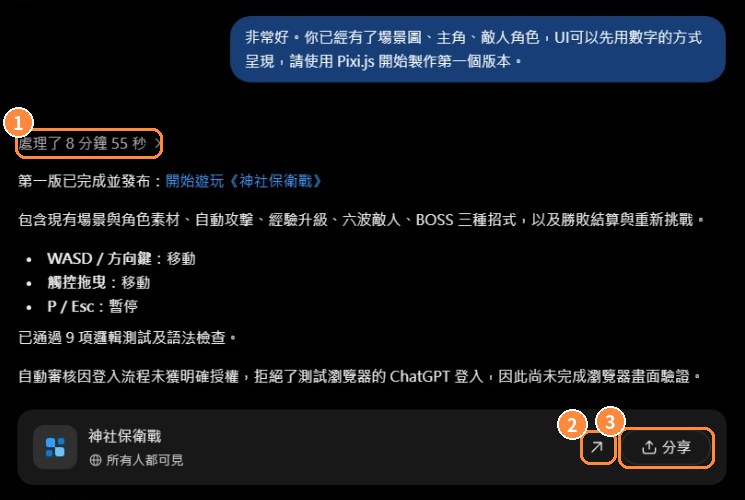 非常好。你已經有了場景圖、主角、敵人角色，UI可以先用數字的方式
呈現，請使用 Pixi.js 開始製作第一個版本。
1
處理了 8 分鐘 55 秒 >
第一版已完成並發布：開始遊玩《神社保衛戰》
包含現有場景與角色素材、自動攻擊、經驗升級、六波敵人、BOSS 三種招式，以及勝敗結算與重新挑戰。
• WASD / 方向鍵：移動
• 觸控拖曳：移動
• P / Esc：暫停
已通過 9 項邏輯測試及語法檢查。
自動審核因登入流程未獲明確授權，拒絕了測試瀏覽器的 ChatGPT 登入，因此尚未完成瀏覽器畫面驗證。
2 3
神社保衛戰
所有人都可見
分享